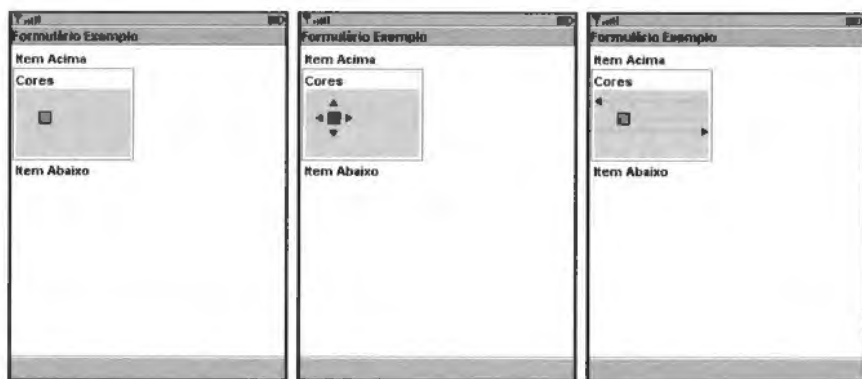 Formulário Exemplo
Item Acima
Cores
Item Abaixo
Formulário Exemplo
Item Acima
Cores
Item Abaixo
Formulário Exemplo
Item Acima
Cores
Item Abaixo